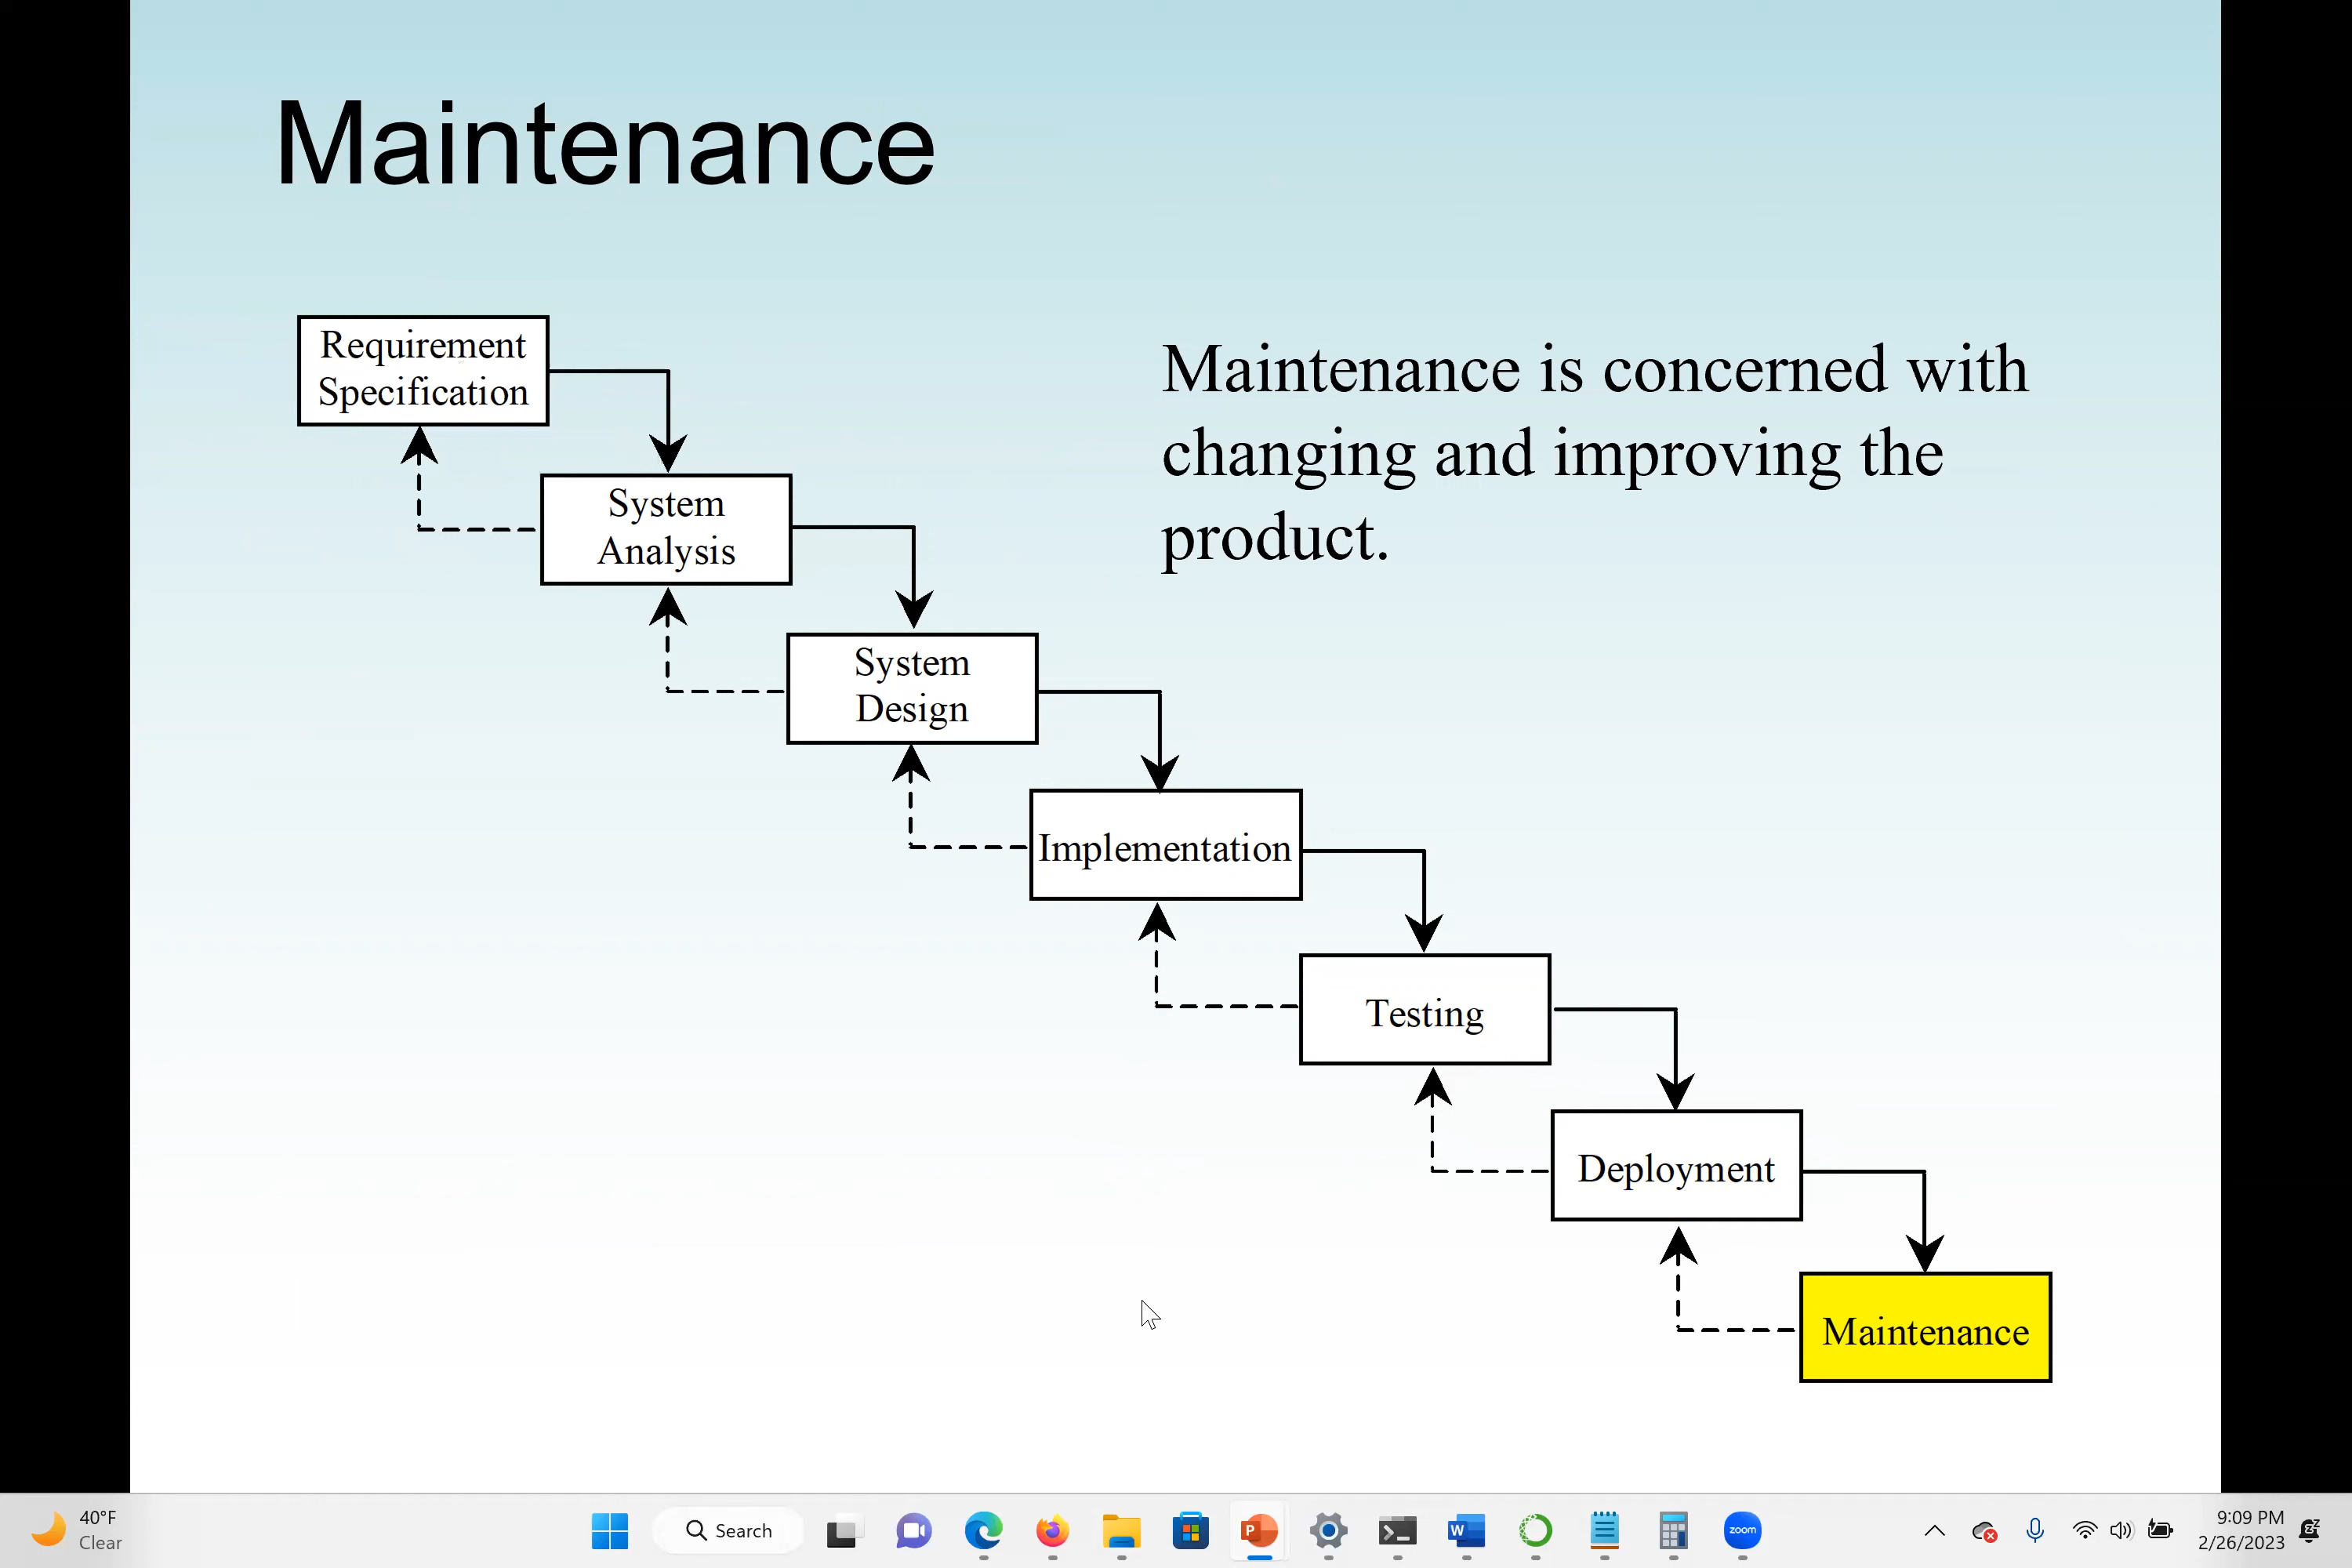 Maintenance
Requirement
Specification
Maintenance is concerned with
changing and improving the
product.
System
Analysis
System
Design
Implementation
Testing
Deployment
Maintenance
40°F
Clear
Search
P
W
zoom
9:09 PM
2/26/2023